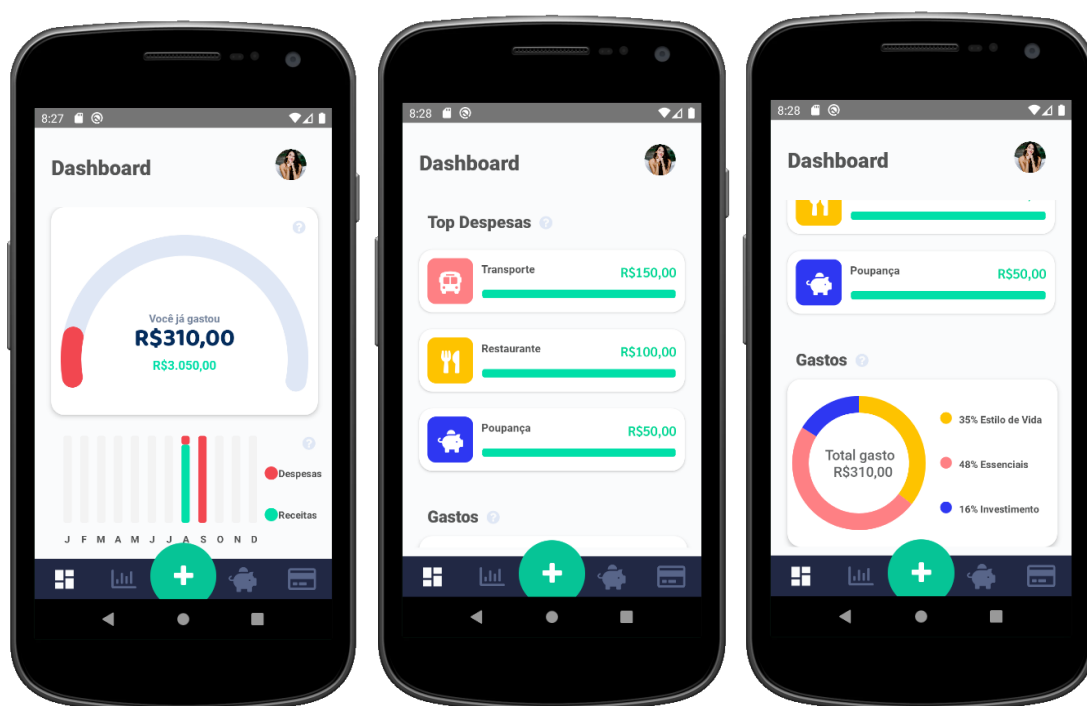 8:27
Dashboard
?
Você já gastou
R$310,00
R$3.050,00
?
Despesas
Receitas
J F M A M J J A S O N D
+
8:28
Dashboard
Top Despesas ?
Transporte R$150,00
Restaurante R$100,00
Poupança R$50,00
Gastos ?
+
8:28
Dashboard
Poupança R$50,00
Gastos ?
Total gasto
R$310,00
35% Estilo de Vida
48% Essenciais
16% Investimento
+